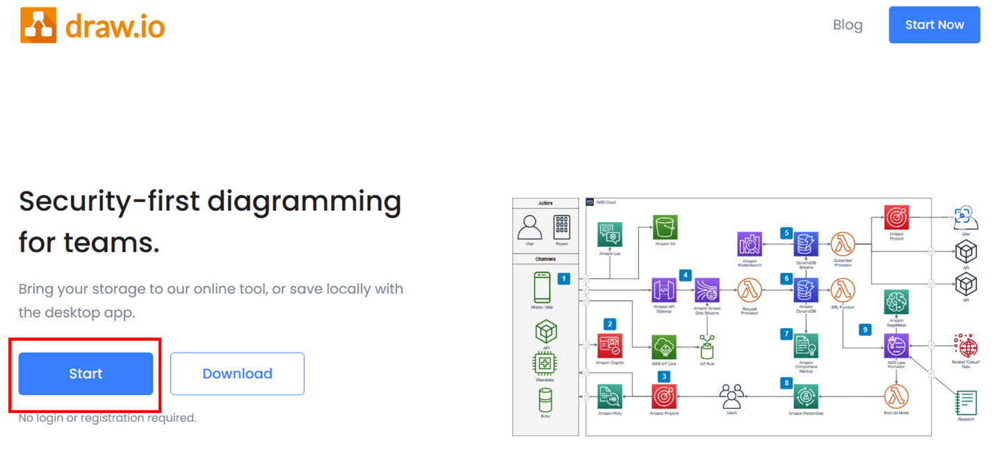 draw.io
Blog
Start Now
Security-first diagramming
for teams.
Bring your storage to our online tool, or save locally with
the desktop app.
Start
Download
No login or registration required.
Actors
User
Payers
Channels
1
Mobile / Web
API
Wearables
Echo
AWS Cloud
Amazon Lex
Amazon S3
4
Amazon API
Gateway
Amazon Kinesis
Data Streams
Request
Processor
Amazon
ElasticSearch
5
DynamoDB
Streams
Subscriber
Processor
Amazon
Pinpoint
User
API
API
6
Amazon
DynamoDB
ERL Function
Amazon
SageMaker
2
Amazon Cognito
AWS IoT Core
IoT Rule
7
Amazon
Comprehend
Medical
9
AWS Lake
Formation
Related "Casual"
Data
3
Amazon Polly
Amazon Pinpoint
Users
8
Amazon Personalize
Execute Model
Research